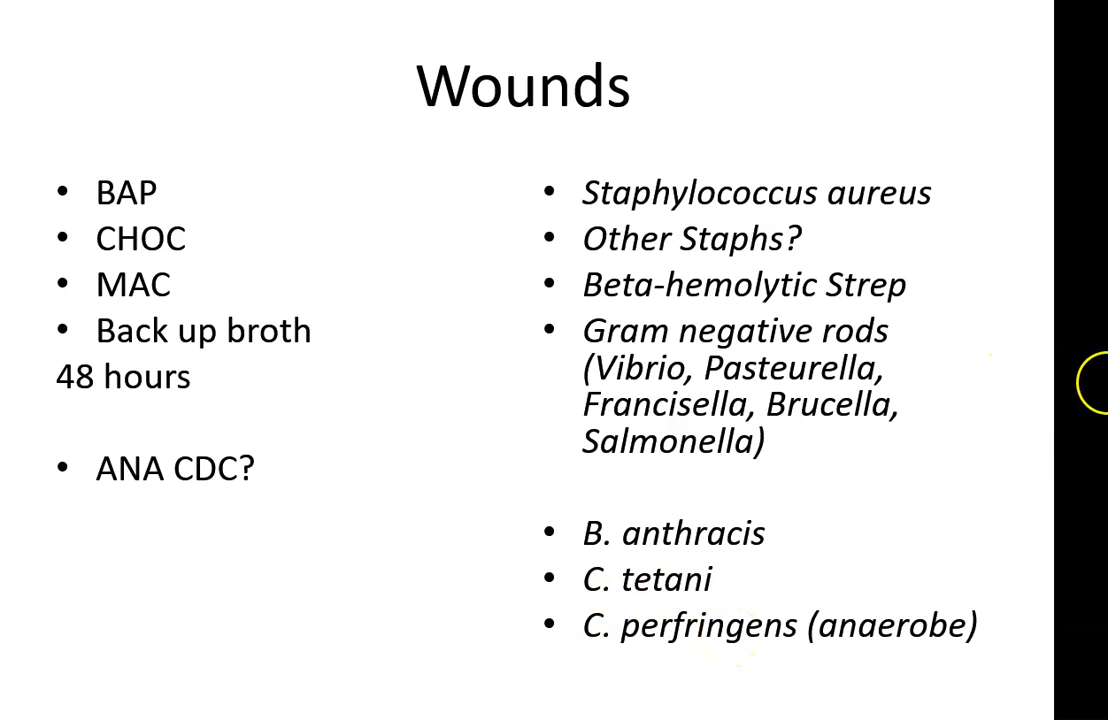 Wounds
• BAP
• CHOC
• MAC
• Back up broth
48 hours
• ANA CDC?
• Staphylococcus aureus
• Other Staphs?
• Beta-hemolytic Strep
• Gram negative rods
(Vibrio, Pasteurella,
Francisella, Brucella,
Salmonella)
• B. anthracis
• C. tetani
• C. perfringens (anaerobe)